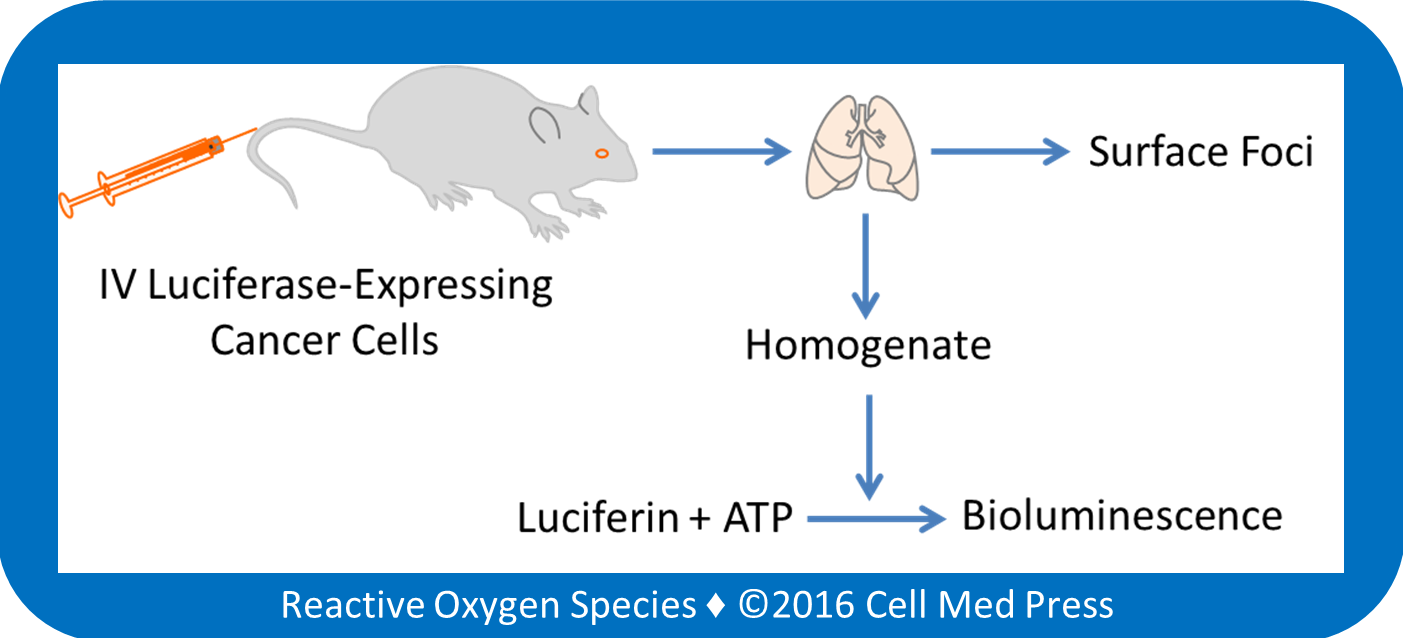 Surface Foci
IV Luciferase-Expressing
Cancer Cells
Homogenate
Luciferin + ATP
Bioluminescence
Reactive Oxygen Species ♦ ©2016 Cell Med Press